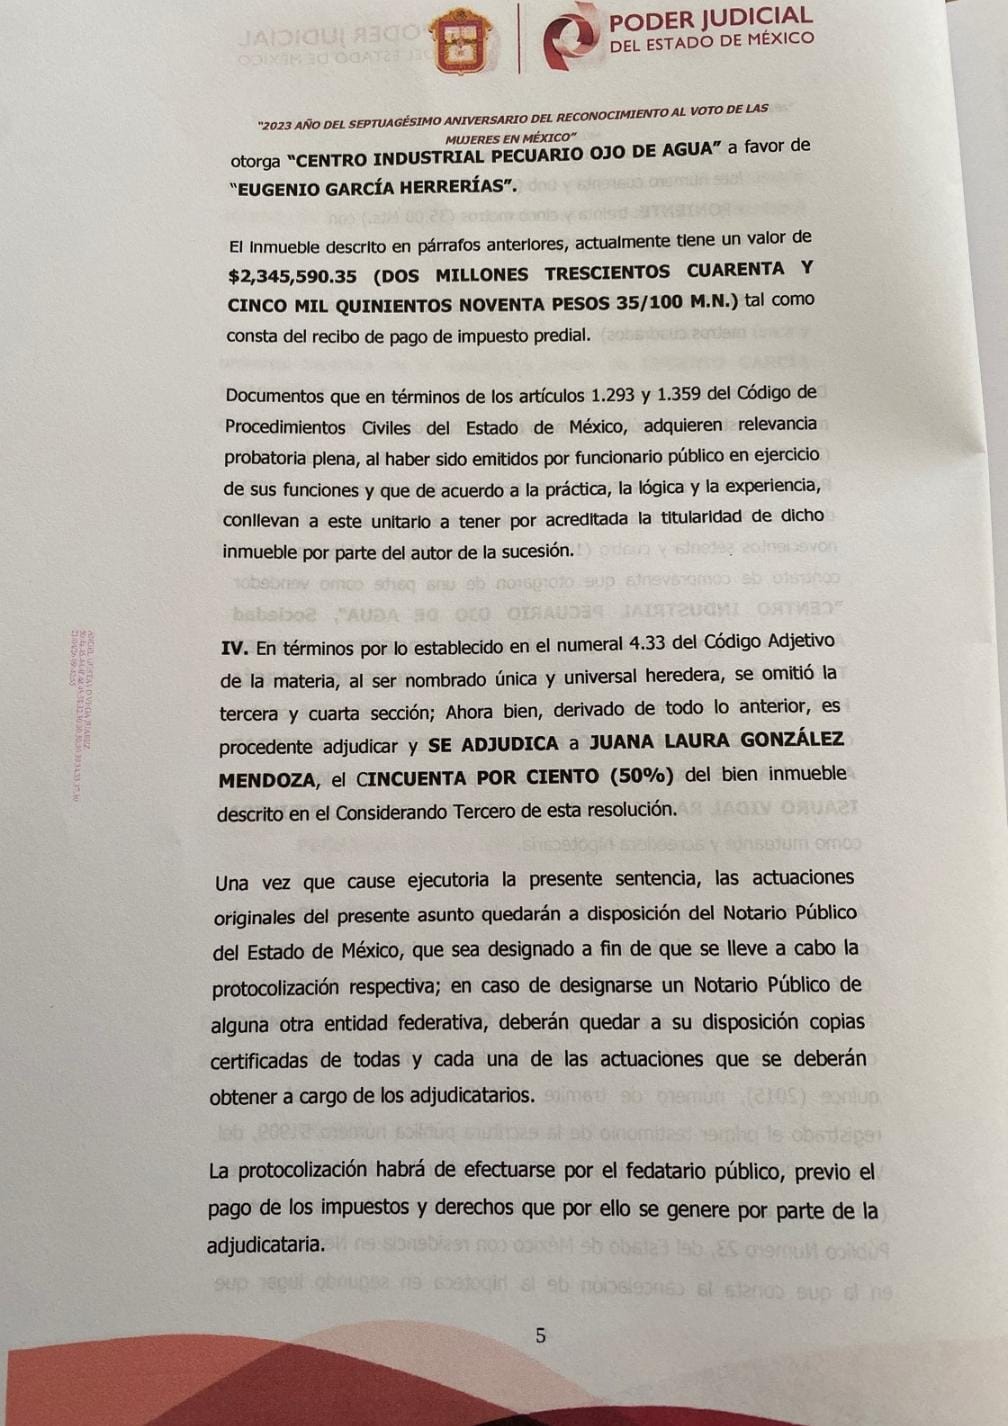 PODER JUDICIAL
DEL ESTADO DE MÉXICO
"2023 AÑO DEL SEPTUAGÉSIMO ANIVERSARIO DEL RECONOCIMIENTO AL VOTO DE LAS
MUJERES EN MÉXICO"
otorga "CENTRO INDUSTRIAL PECUARIO OJO DE AGUA" a favor de
"EUGENIO GARCÍA HERRERÍAS".
El inmueble descrito en párrafos anteriores, actualmente tiene un valor de
$2,345,590.35 (DOS MILLONES TRESCIENTOS CUARENTA Y
CINCO MIL QUINIENTOS NOVENTA PESOS 35/100 M.N.) tal como
consta del recibo de pago de impuesto predial.
Documentos que en términos de los artículos 1.293 y 1.359 del Código de
Procedimientos Civiles del Estado de México, adquieren relevancia
probatoria plena, al haber sido emitidos por funcionario público en ejercicio
de sus funciones y que de acuerdo a la práctica, la lógica y la experiencia,
conllevan a este unitario a tener por acreditada la titularidad de dicho
inmueble por parte del autor de la sucesión.
IV. En términos por lo establecido en el numeral 4.33 del Código Adjetivo
de la materia, al ser nombrado única y universal heredera, se omitió la
tercera y cuarta sección; Ahora bien, derivado de todo lo anterior, es
procedente adjudicar y SE ADJUDICA a JUANA LAURA GONZÁLEZ
MENDOZA, el CINCUENTA POR CIENTO (50%) del bien inmueble
descrito en el Considerando Tercero de esta resolución.
Una vez que cause ejecutoria la presente sentencia, las actuaciones
originales del presente asunto quedarán a disposición del Notario Público
del Estado de México, que sea designado a fin de que se lleve a cabo la
protocolización respectiva; en caso de designarse un Notario Público de
alguna otra entidad federativa, deberán quedar a su disposición copias
certificadas de todas y cada una de las actuaciones que se deberán
obtener a cargo de los adjudicatarios.
La protocolización habrá de efectuarse por el fedatario público, previo el
pago de los impuestos y derechos que por ello se genere por parte de la
adjudicataria.
5